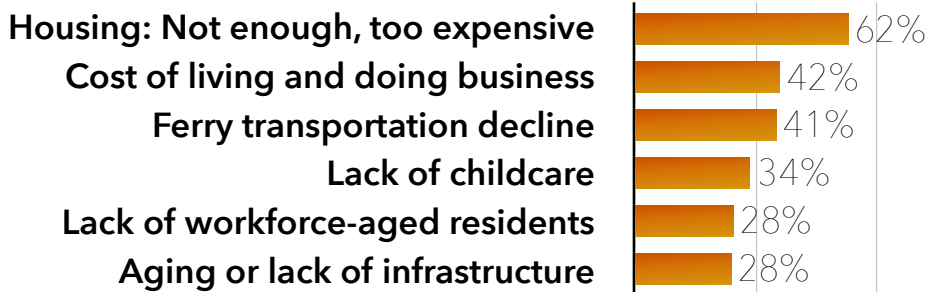 Housing: Not enough, too expensive 62%
Cost of living and doing business 42%
Ferry transportation decline 41%
Lack of childcare 34%
Lack of workforce-aged residents 28%
Aging or lack of infrastructure 28%